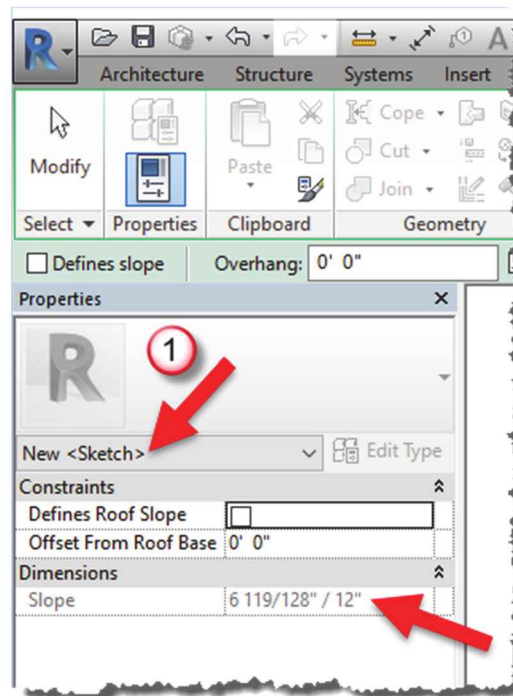 R
A
Architecture Structure Systems Insert
Modify
Paste
Cope
Cut
Join
Select Properties Clipboard Geometry
Defines slope Overhang: 0' 0"
Properties
R
1
New <Sketch> Edit Type
Constraints
Defines Roof Slope
Offset From Roof Base 0' 0"
Dimensions
Slope 6 119/128" / 12"